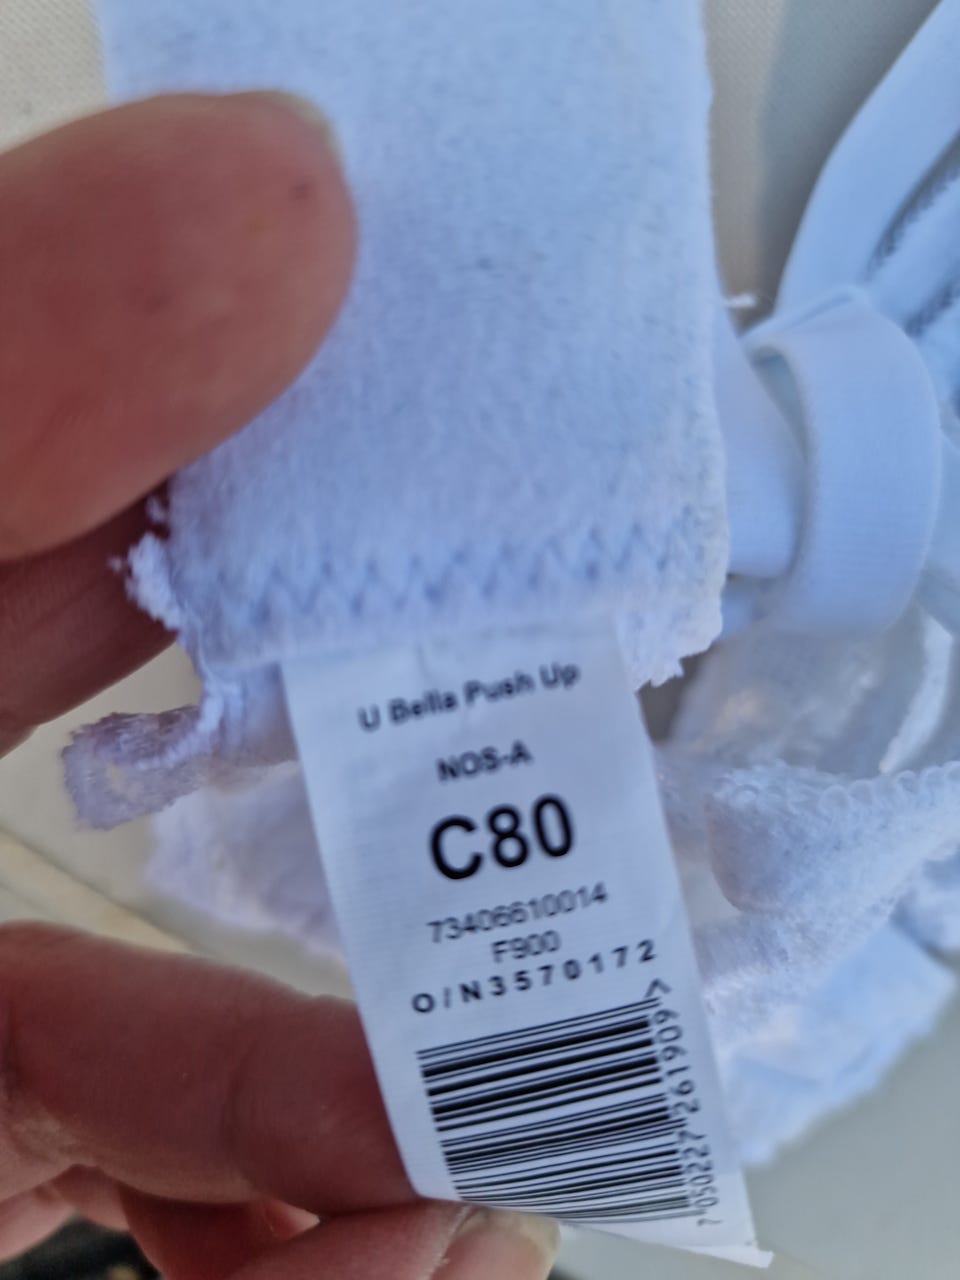 U Bella Push Up
NOS-A
C80
73406610014
F900
O/N3570172
7050227261909>